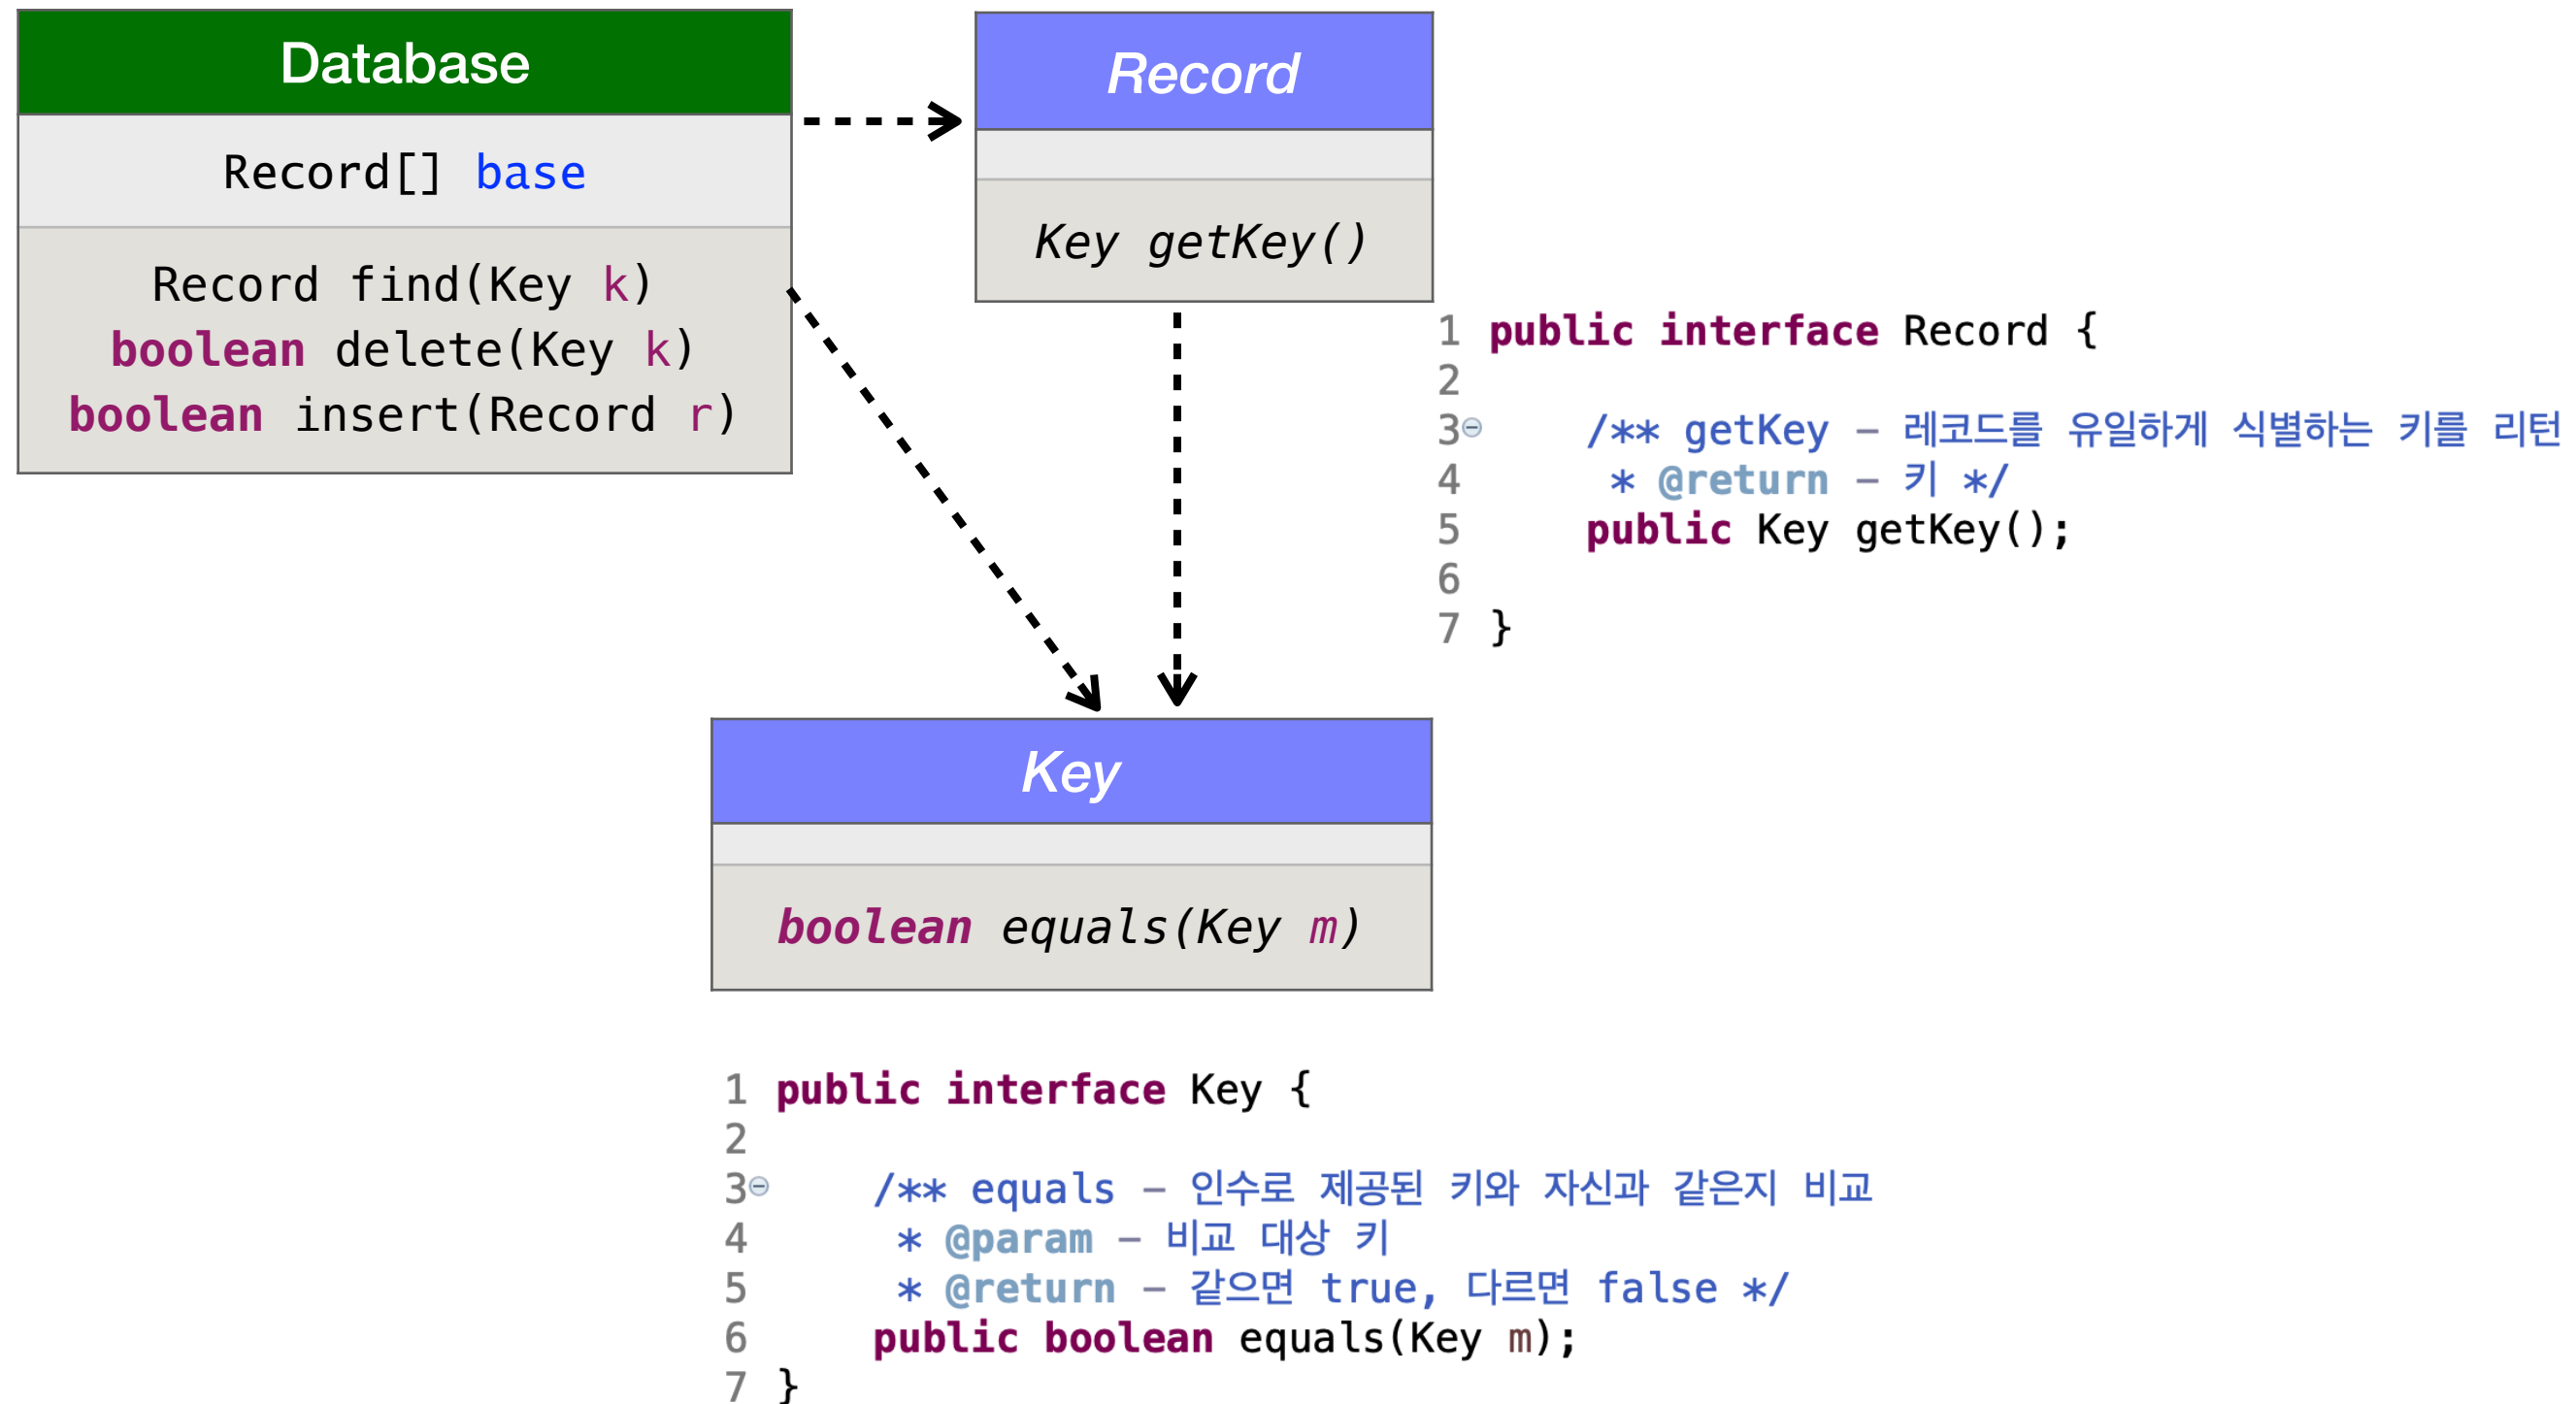 Database
Record[] base
Record find(Key k)
boolean delete(Key k)
boolean insert(Record r)
Record
Key getKey()
1 public interface Record {
2
3 /** getKey – 레코드를 유일하게 식별하는 키를 리턴
4 * @return – 키 */
5 public Key getKey();
6
7 }
Key
boolean equals(Key m)
1 public interface Key {
2
3 /** equals – 인수로 제공된 키와 자신과 같은지 비교
4 * @param – 비교 대상 키
5 * @return – 같으면 true, 다르면 false */
6 public boolean equals(Key m);
7 }